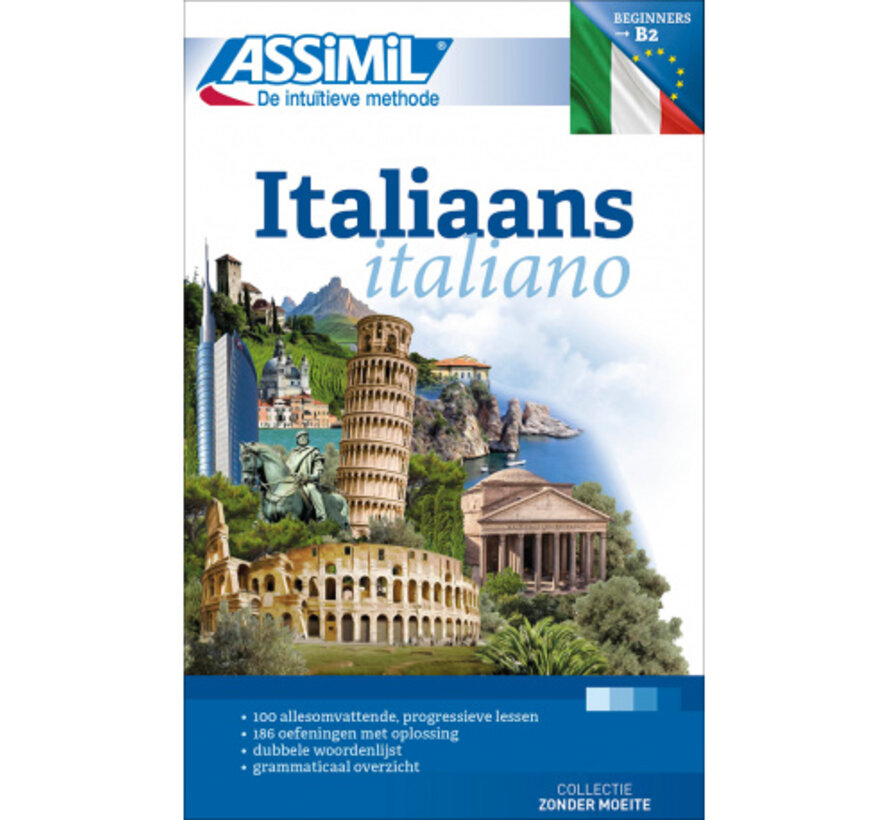 BEGINNERS
→ B2
ASSiMiL®
De intuïtieve methode
Italiaans
italiano
• 100 allesomvattende, progressieve lessen
• 186 oefeningen met oplossing
• dubbele woordenlijst
• grammaticaal overzicht
COLLECTIE
ZONDER MOEITE